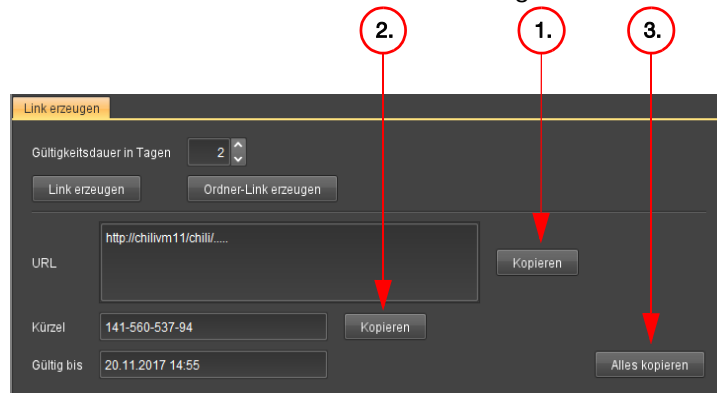 2.
1.
3.
Link erzeugen
Gültigkeitsdauer in Tagen 2
Link erzeugen Ordner-Link erzeugen
http://chilivm11/chili/.....
URL Kopieren
Kürzel 141-560-537-94 Kopieren
Gültig bis 20.11.2017 14:55 Alles kopieren